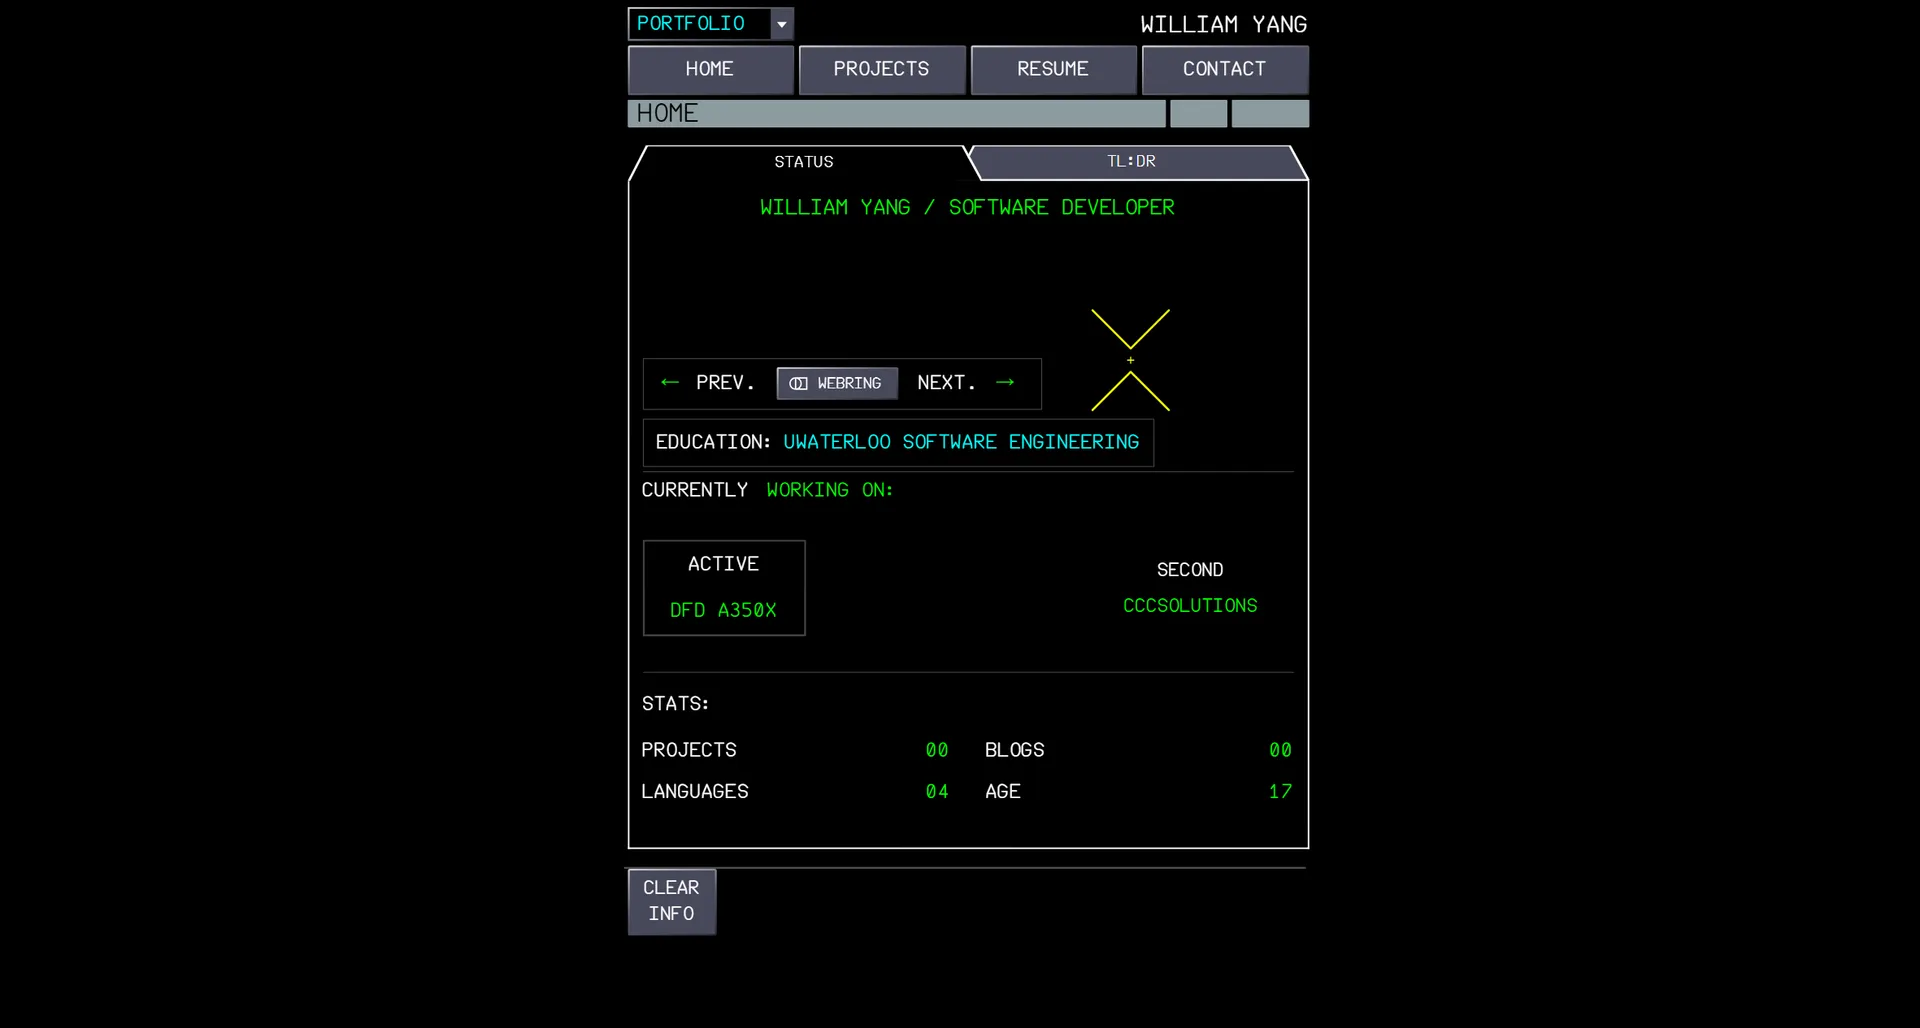 PORTFOLIO
WILLIAM YANG
HOME PROJECTS RESUME CONTACT
HOME
STATUS TL:DR
WILLIAM YANG / SOFTWARE DEVELOPER
+
← PREV. WEBRING NEXT. →
EDUCATION: UWATERLOO SOFTWARE ENGINEERING
CURRENTLY WORKING ON:
ACTIVE
DFD A350X
SECOND
CCCSOLUTIONS
STATS:
PROJECTS 00 BLOGS 00
LANGUAGES 04 AGE 17
CLEAR
INFO